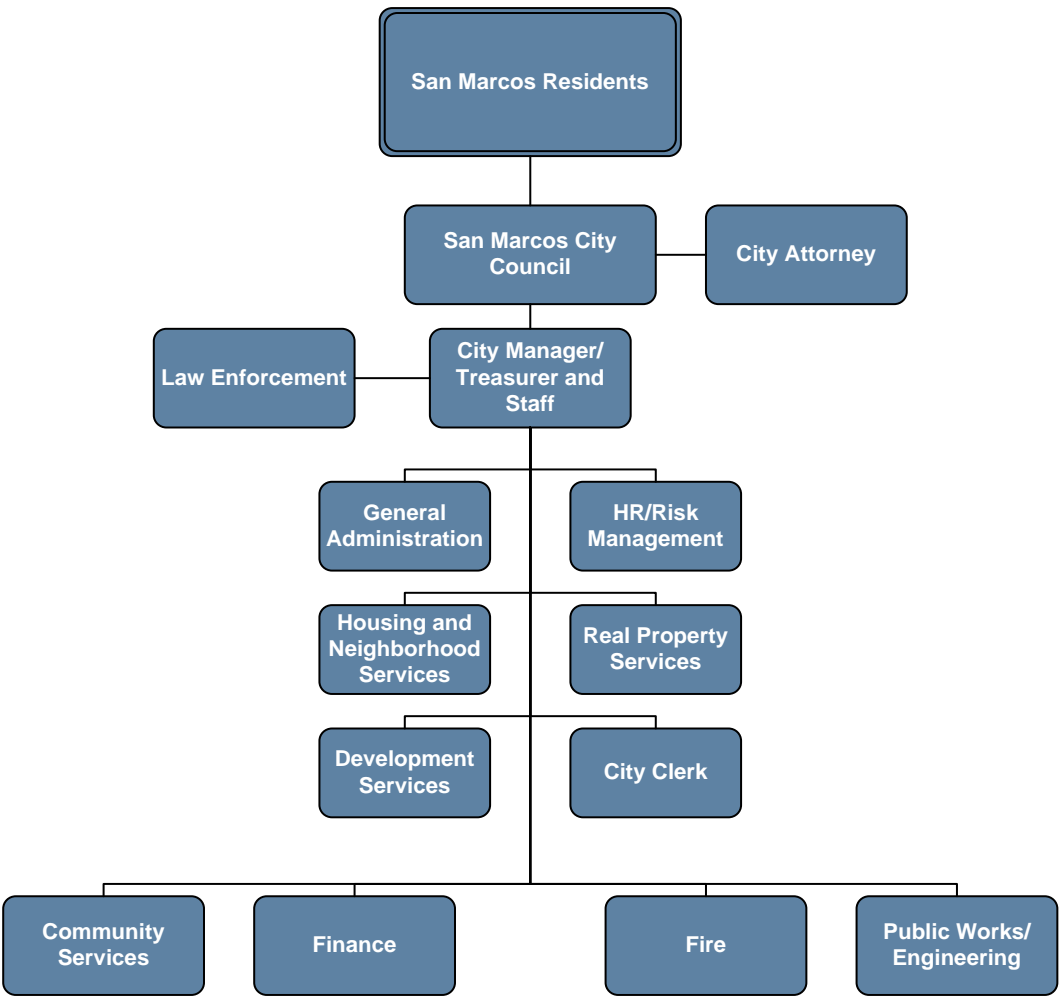 San Marcos Residents
San Marcos City
Council
City Attorney
Law Enforcement
City Manager/
Treasurer and
Staff
General
Administration
HR/Risk
Management
Housing and
Neighborhood
Services
Real Property
Services
Development
Services
City Clerk
Community
Services
Finance
Fire
Public Works/
Engineering